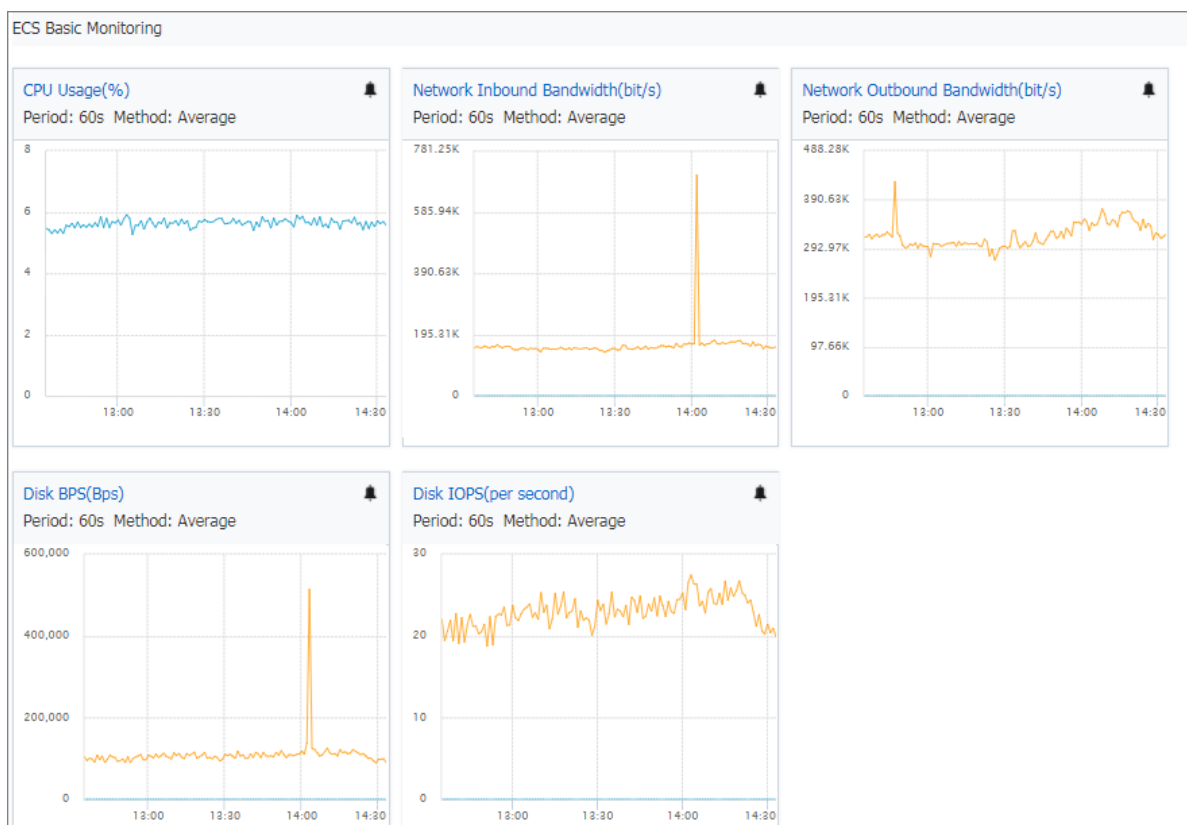 ECS Basic Monitoring
CPU Usage(%)
Period: 60s Method: Average
8
6
4
2
0
13:00
13:30
14:00
14:30
Network Inbound Bandwidth(bit/s)
Period: 60s Method: Average
781.25K
585.94K
390.63K
195.31K
0
13:00
13:30
14:00
14:30
Network Outbound Bandwidth(bit/s)
Period: 60s Method: Average
488.28K
390.63K
292.97K
195.31K
97.66K
0
13:00
13:30
14:00
14:30
Disk BPS(Bps)
Period: 60s Method: Average
600,000
400,000
200,000
0
13:00
13:30
14:00
14:30
Disk IOPS(per second)
Period: 60s Method: Average
30
20
10
0
13:00
13:30
14:00
14:30